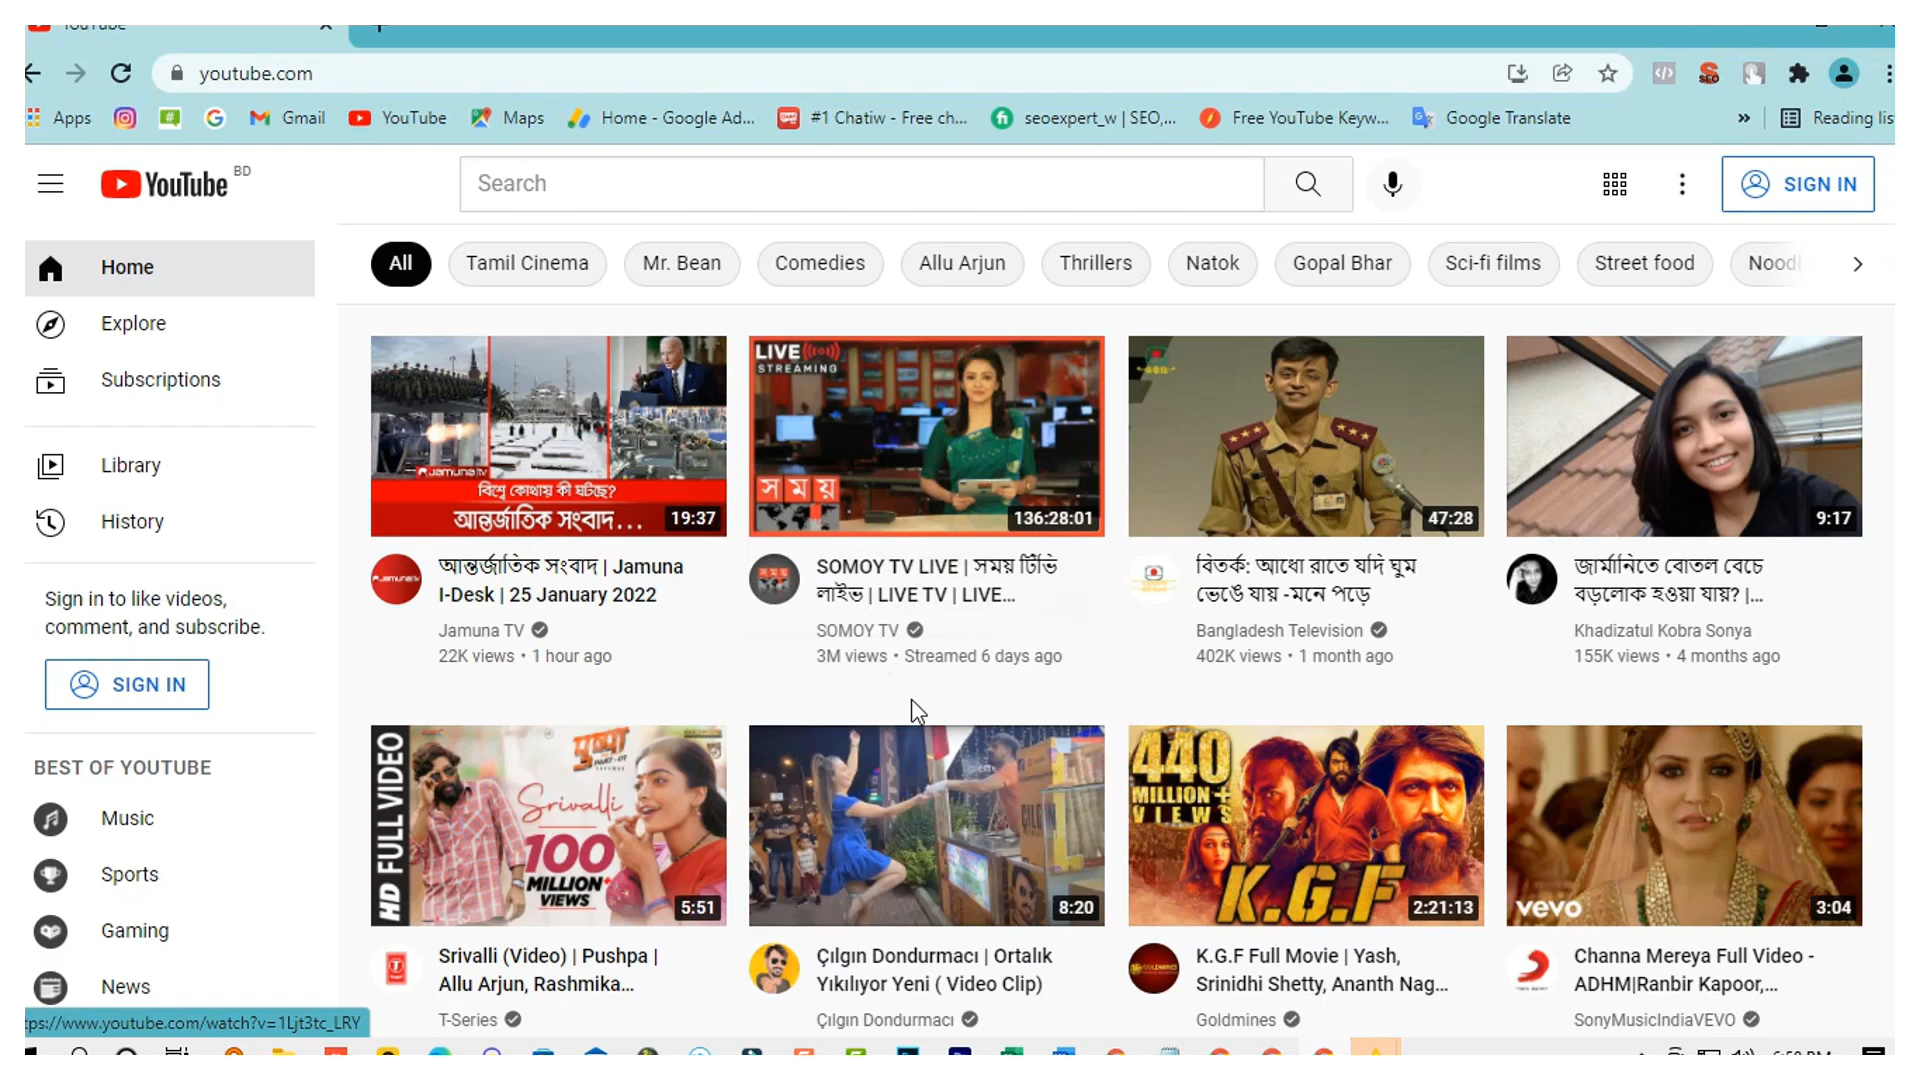 YouTube
youtube.com
Apps
Gmail
YouTube
Maps
Home - Google Ad...
#1 Chatiw - Free ch...
seoexpert_w | SEO,...
Free YouTube Keyw...
Google Translate
»
Reading lis
YouTube BD
Search
SIGN IN
Home
Explore
Subscriptions
Library
History
Sign in to like videos,
comment, and subscribe.
SIGN IN
BEST OF YOUTUBE
Music
Sports
Gaming
News
All
Tamil Cinema
Mr. Bean
Comedies
Allu Arjun
Thrillers
Natok
Gopal Bhar
Sci-fi films
Street food
Noodl
Jamuna tv
বিশ্বে কোথায় কী ঘটছে?
আন্তর্জাতিক সংবাদ...
19:37
আন্তর্জাতিক সংবাদ | Jamuna
I-Desk | 25 January 2022
Jamuna TV
22K views • 1 hour ago
LIVE
STREAMING
সময়
136:28:01
SOMOY TV LIVE | সময় টিভি
লাইভ | LIVE TV | LIVE...
SOMOY TV
3M views • Streamed 6 days ago
47:28
বিতর্ক: আধো রাতে যদি ঘুম
ভেঙে যায় -মনে পড়ে
Bangladesh Television
402K views • 1 month ago
9:17
জার্মানিতে বোতল বেচে
বড়লোক হওয়া যায়? |...
Khadizatul Kobra Sonya
155K views • 4 months ago
HD FULL VIDEO
Srivalli
100
MILLION+
VIEWS
5:51
Srivalli (Video) | Pushpa |
Allu Arjun, Rashmika...
T-Series
8:20
Çılgın Dondurmacı | Ortalık
Yıkılıyor Yeni ( Video Clip)
Çılgın Dondurmacı
440
MILLION+
VIEWS
K.G.F
2:21:13
K.G.F Full Movie | Yash,
Srinidhi Shetty, Ananth Nag...
Goldmines
vevo
3:04
Channa Mereya Full Video -
ADHM|Ranbir Kapoor,...
SonyMusicIndiaVEVO
tps://www.youtube.com/watch?v=1Ljt3tc_LRY